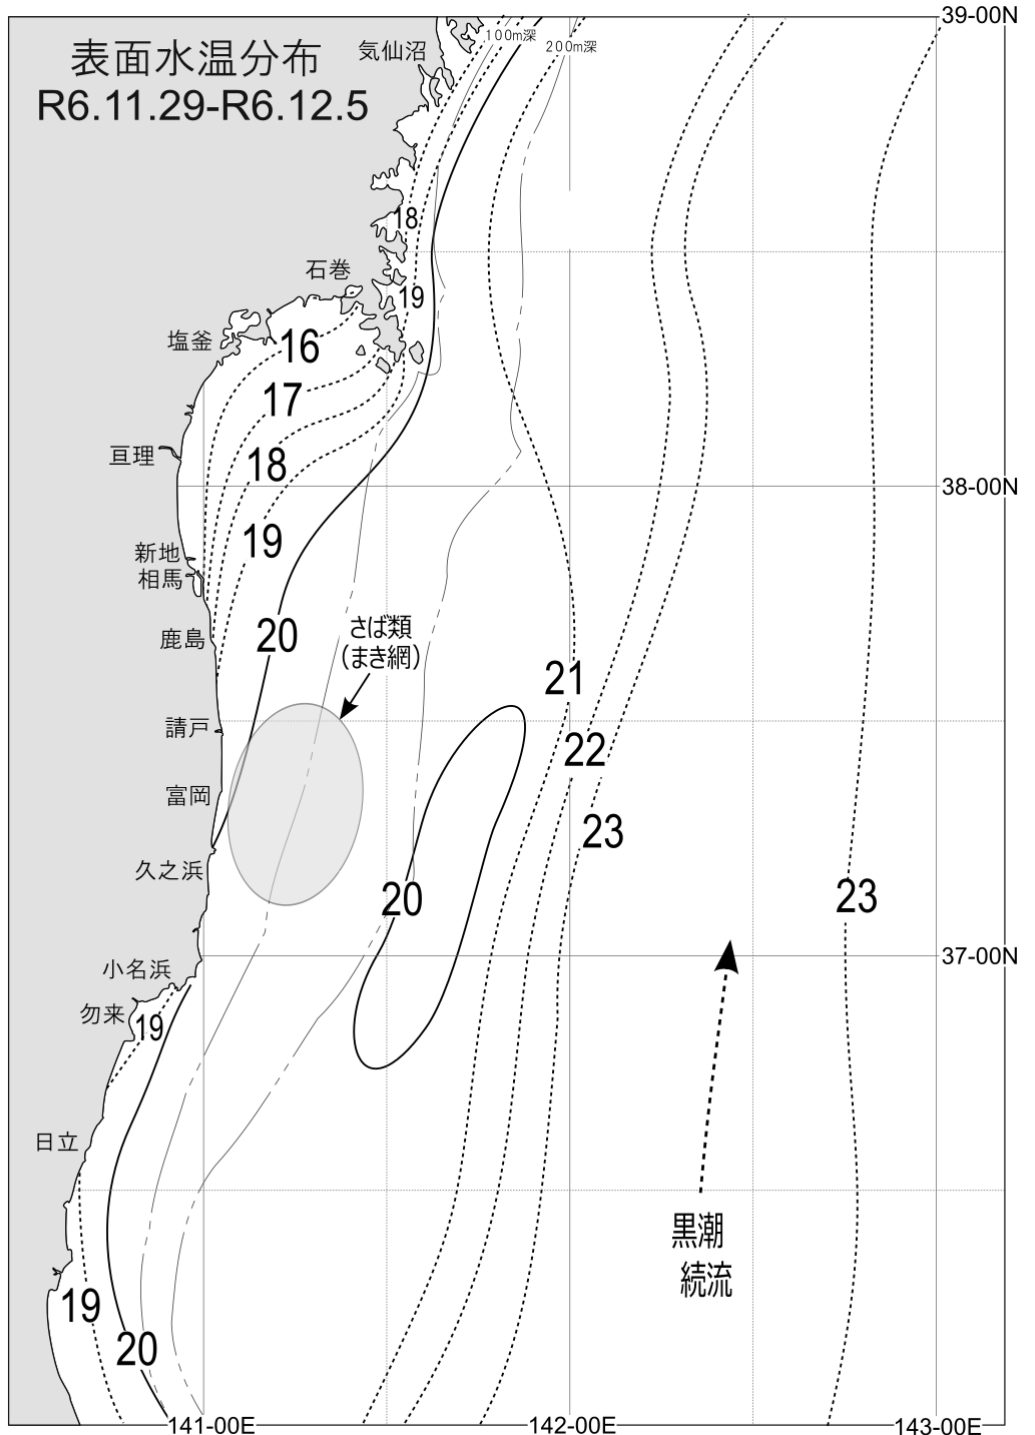 表面水温分布
R6.11.29-R6.12.5
39-00N
気仙沼
100m深
200m深
18
石巻
19
塩釜
16
17
亘理
18
38-00N
19
新地
相馬
鹿島
20
さば類
(まき網)
21
請戸
22
富岡
23
久之浜
20
23
37-00N
小名浜
勿来
19
日立
黒潮
続流
19
20
141-00E
142-00E
143-00E